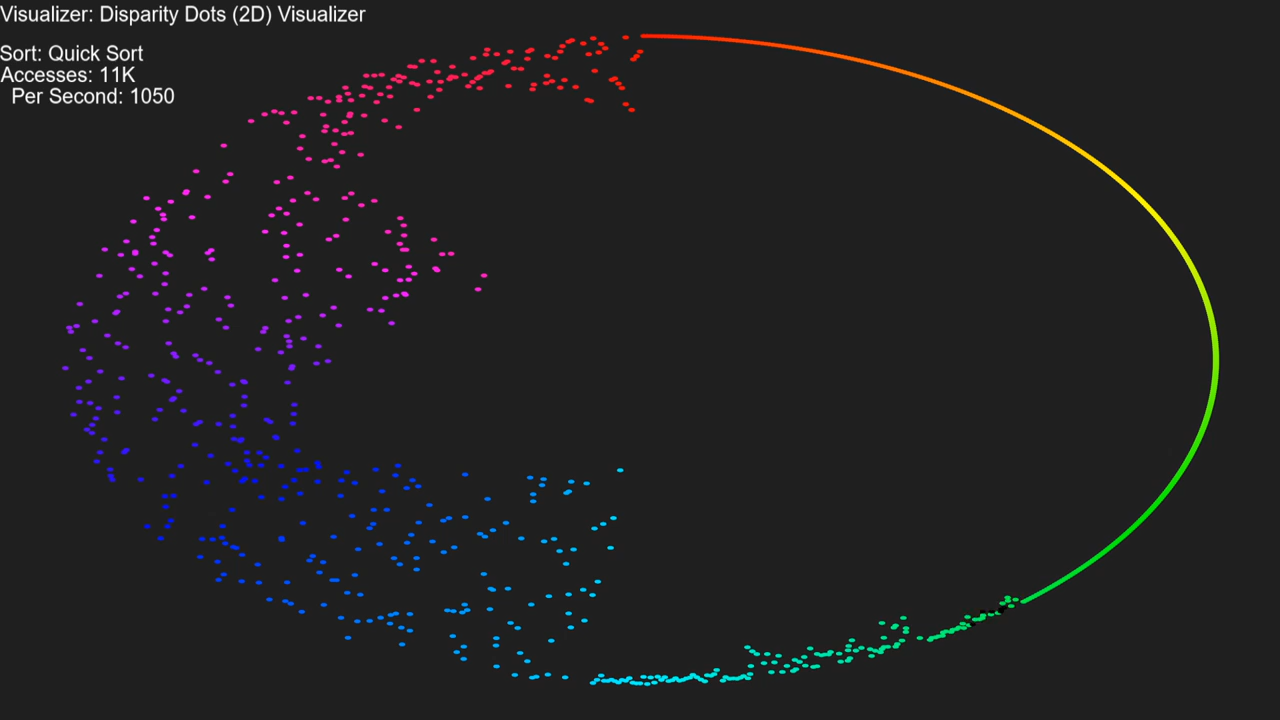 Visualizer: Disparity Dots (2D) Visualizer
Sort: Quick Sort
Accesses: 11K
Per Second: 1050